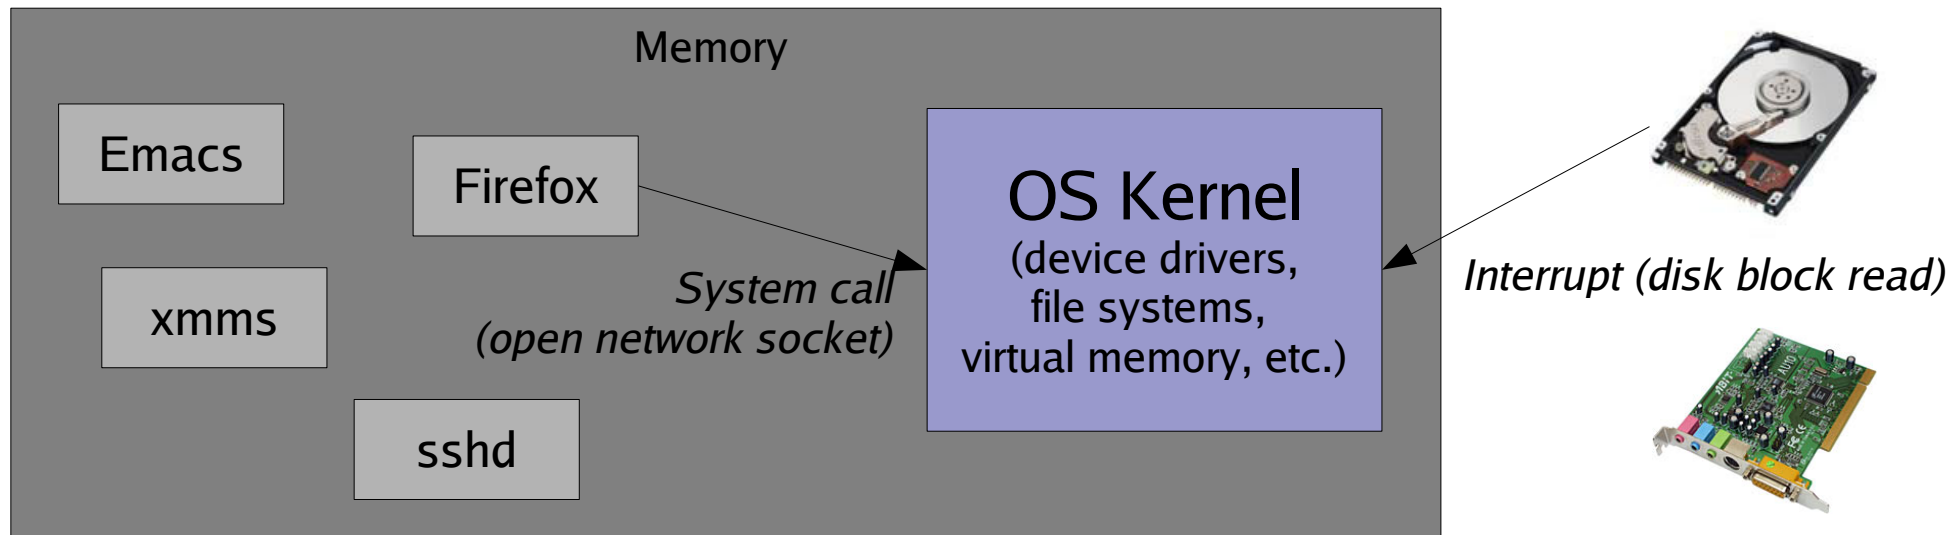 Memory
Emacs
Firefox
OS Kernel
(device drivers,
file systems,
virtual memory, etc.)
System call
(open network socket)
xmms
sshd
Interrupt (disk block read)